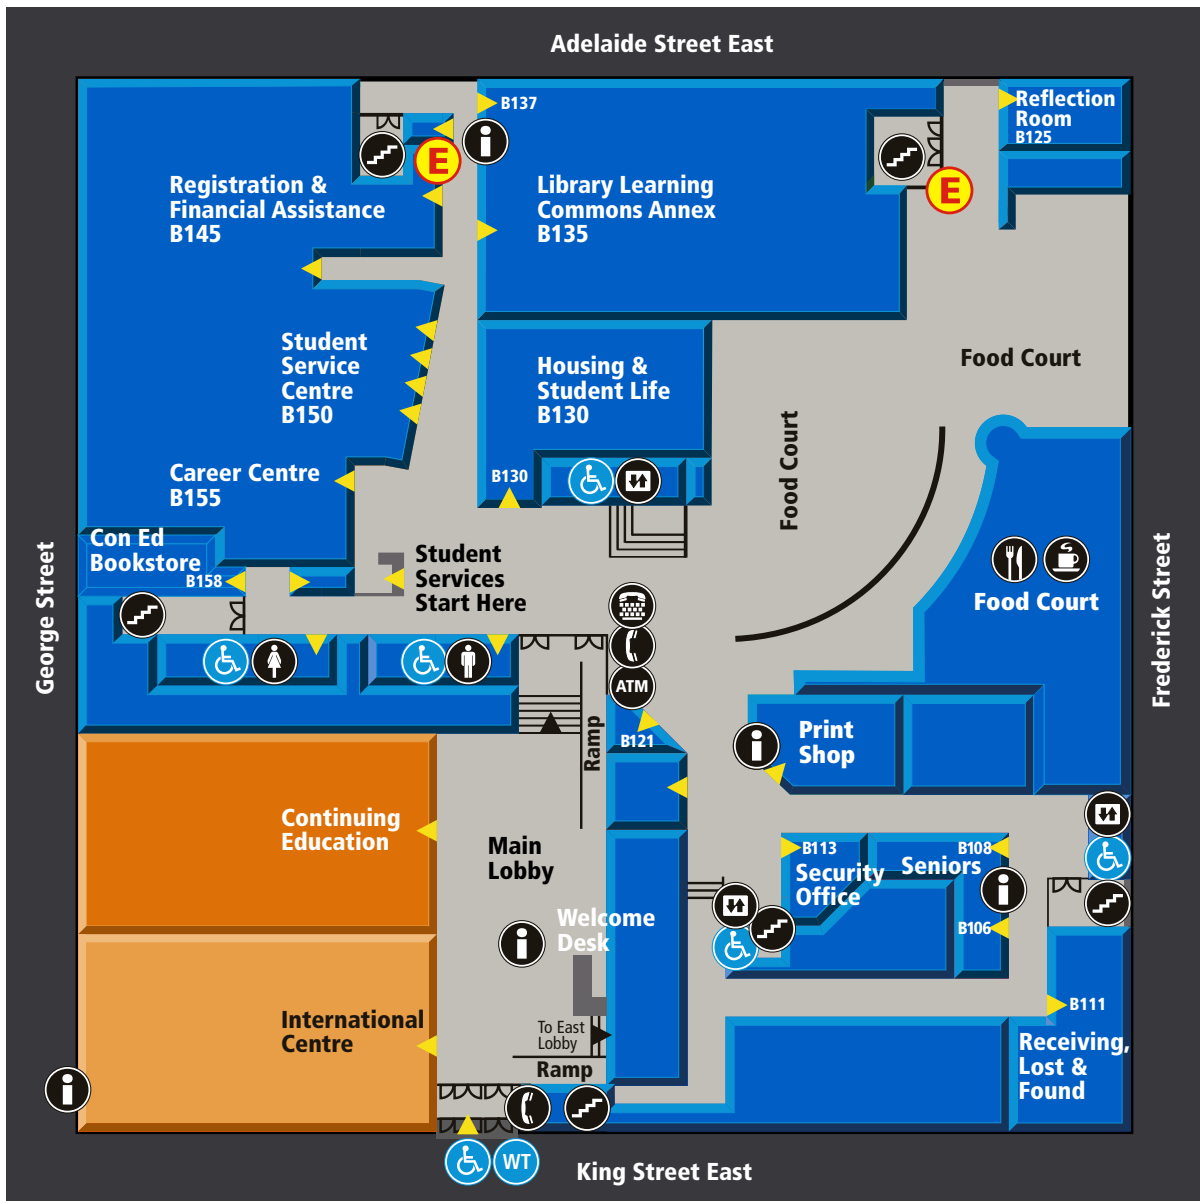 Adelaide Street East
B137
Reflection
Room
B125
E
E
Registration &
Financial Assistance
B145
Library Learning
Commons Annex
B135
Student
Service
Centre
B150
Housing &
Student Life
B130
Food Court
Food Court
Career Centre
B155
B130
Con Ed
Bookstore
B158
Student
Services
Start Here
Food Court
George Street
Frederick Street
ATM
Ramp
B121
Print
Shop
Continuing
Education
Main
Lobby
B113
Security
Office
Seniors
B108
B106
Welcome
Desk
International
Centre
To East
Lobby
Ramp
B111
Receiving,
Lost &
Found
WT
King Street East